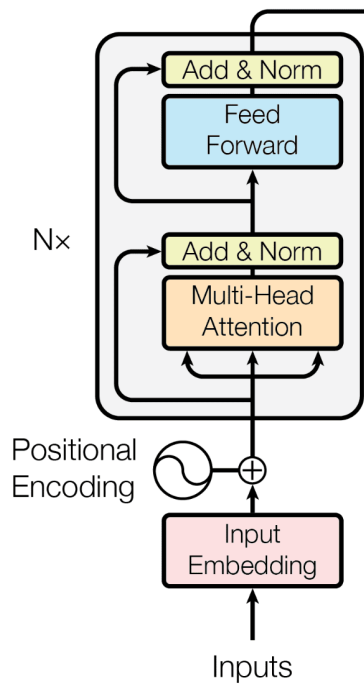 Add & Norm
Feed
Forward
N×
Add & Norm
Multi-Head
Attention
Positional
Encoding
Input
Embedding
Inputs